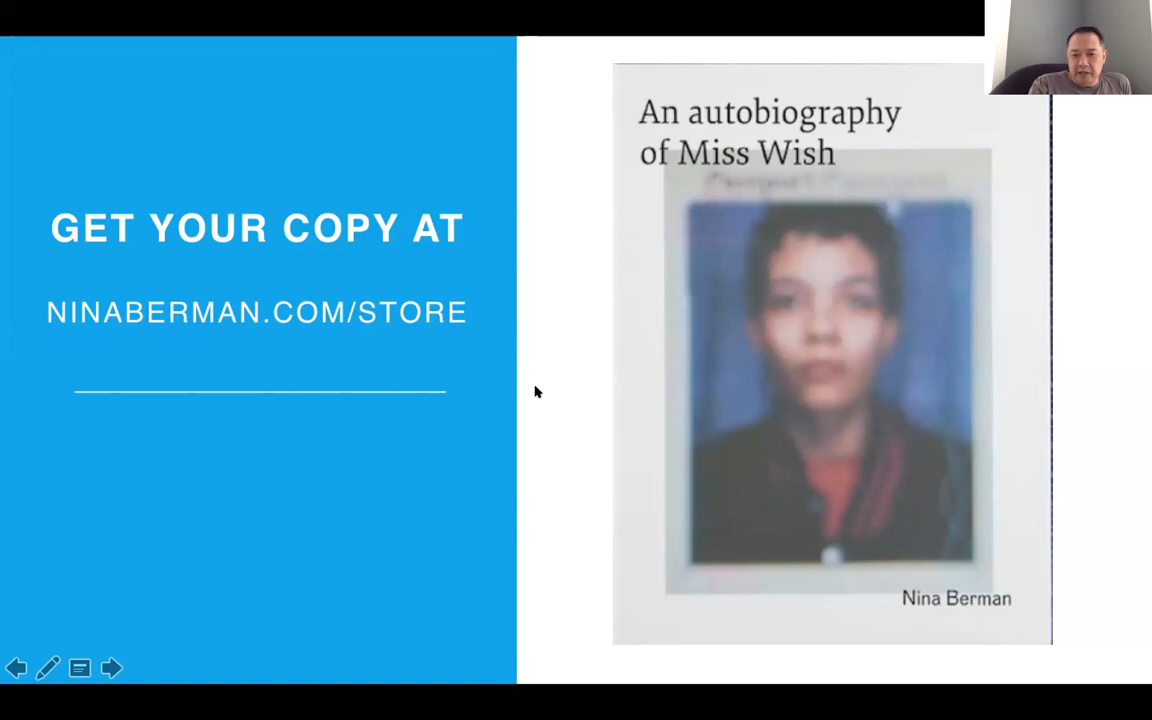 GET YOUR COPY AT
NINABERMAN.COM/STORE
An autobiography
of Miss Wish
Nina Berman